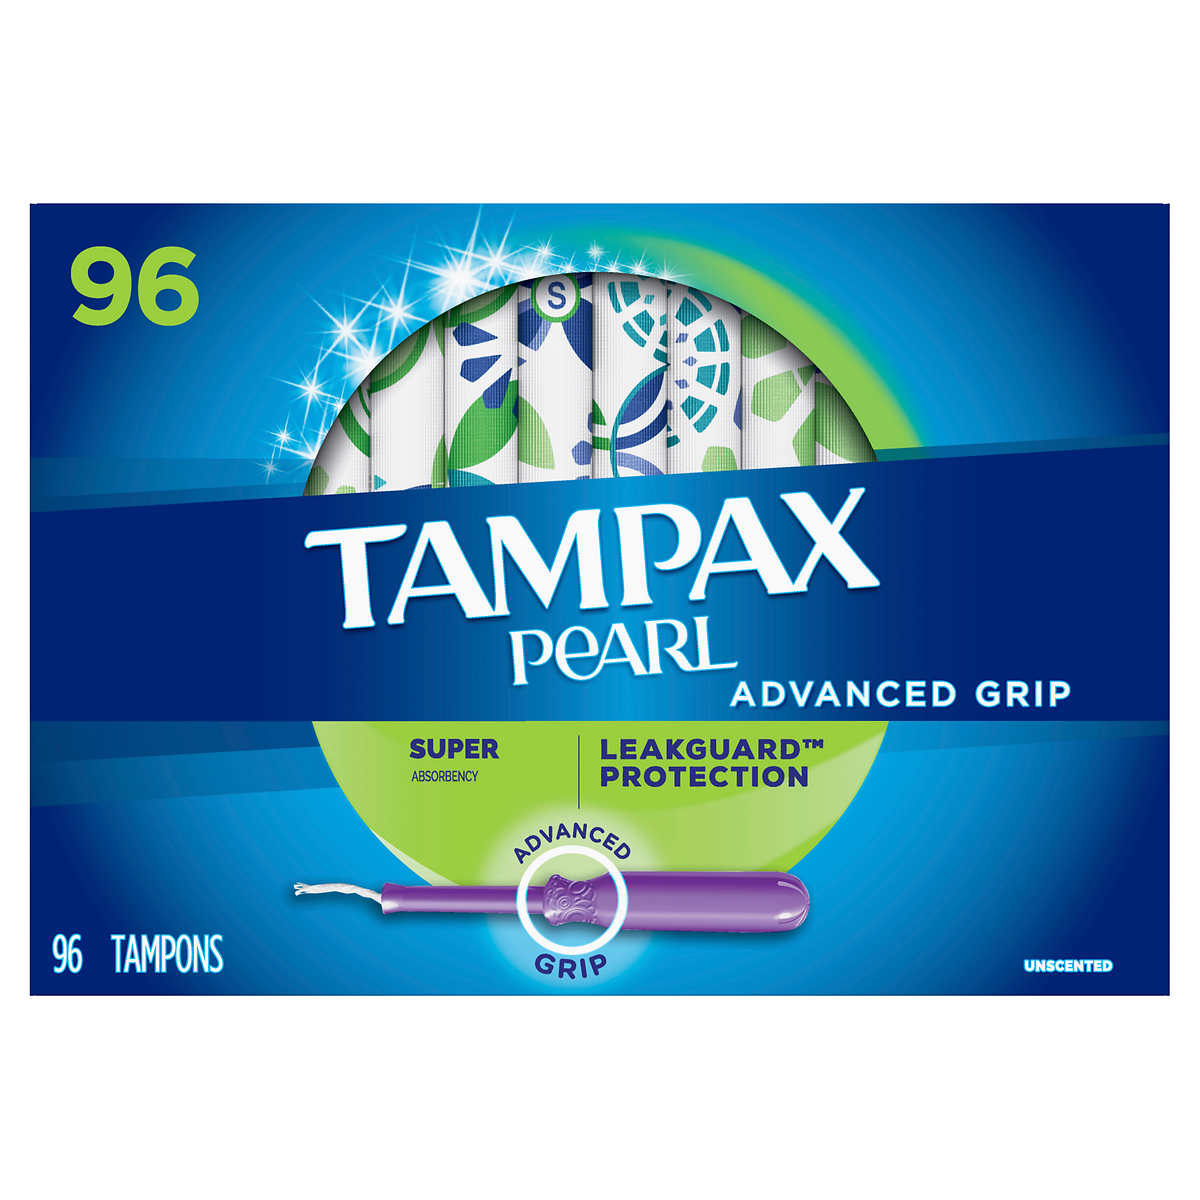 96
S
TAMPAX
PEARL
ADVANCED GRIP
SUPER
ABSORBENCY
LEAKGUARD™
PROTECTION
ADVANCED
GRIP
96 TAMPONS
UNSCENTED